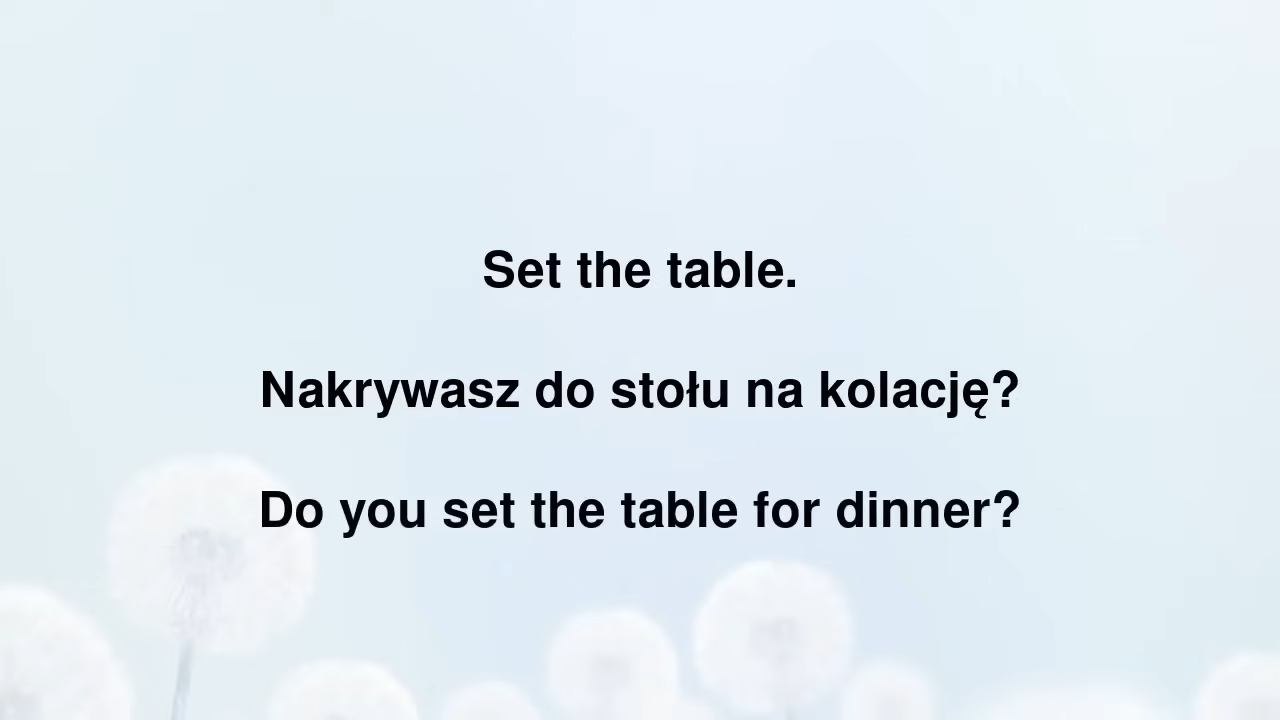 Set the table.
Nakrywasz do stołu na kolację?
Do you set the table for dinner?